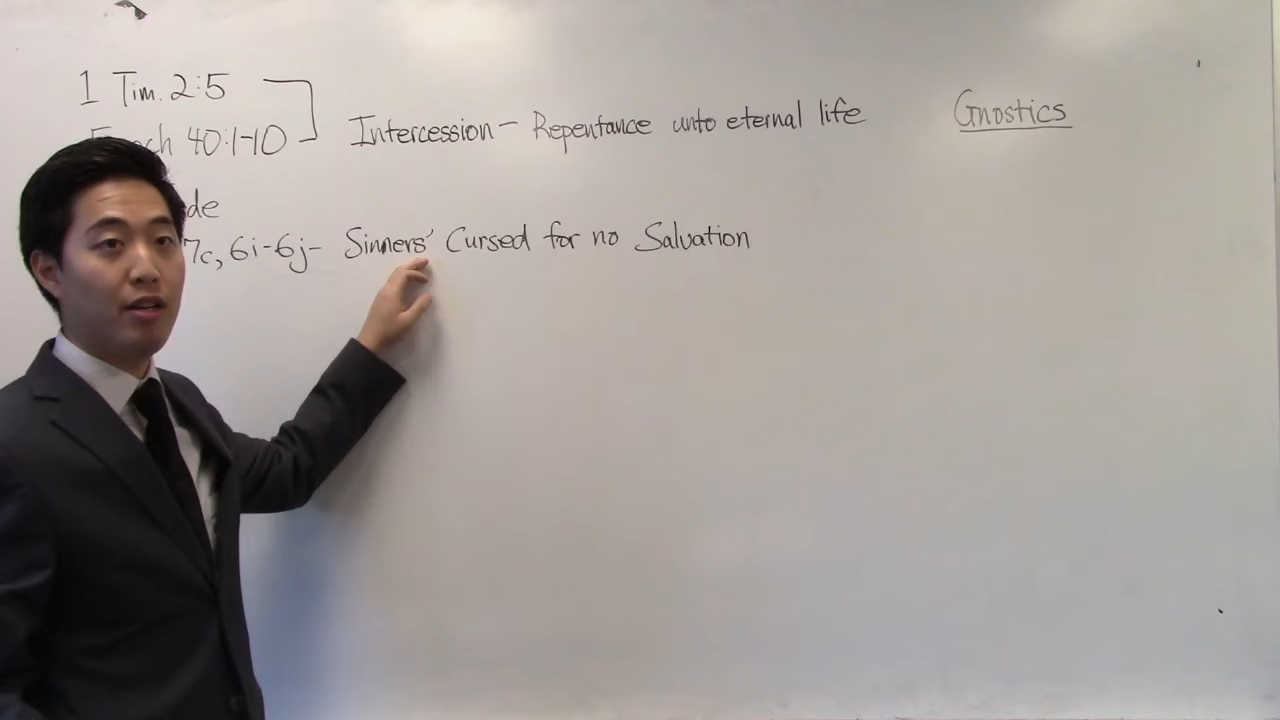 1 Tim. 2:5
40:1-10
Intercession - Repentance unto eternal life
Gnostics
7c, 6i-6j- Sinners' Cursed for no Salvation